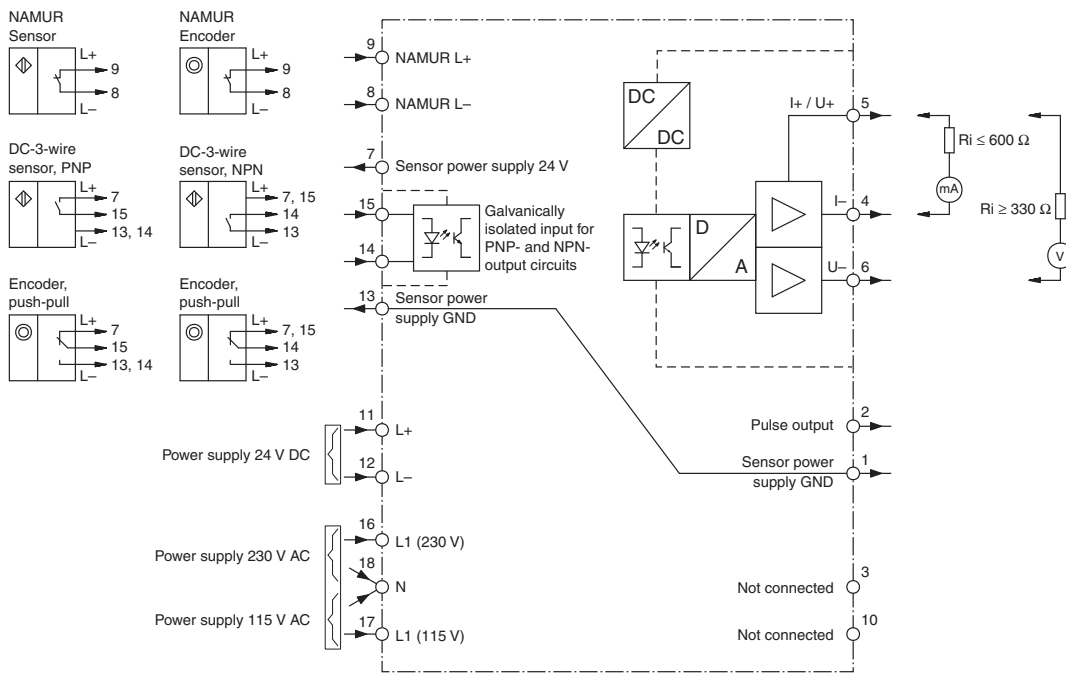 NAMUR
Sensor
L+
9
8
L–
NAMUR
Encoder
L+
9
8
L–
DC-3-wire
sensor, PNP
L+
7
15
13, 14
L–
DC-3-wire
sensor, NPN
L+
7, 15
14
13
L–
Encoder,
push-pull
L+
7
15
13, 14
L–
Encoder,
push-pull
L+
7, 15
14
13
L–
9
NAMUR L+
8
NAMUR L–
7
Sensor power supply 24 V
15
14
Galvanically
isolated input for
PNP- and NPN-
output circuits
13
Sensor power
supply GND
Power supply 24 V DC
11
L+
12
L–
Power supply 230 V AC
16
L1 (230 V)
18
N
Power supply 115 V AC
17
L1 (115 V)
DC
DC
D
A
I+ / U+
5
I–
4
U–
6
Ri ≤ 600 Ω
mA
Ri ≥ 330 Ω
V
Pulse output
2
Sensor power
supply GND
1
Not connected
3
Not connected
10